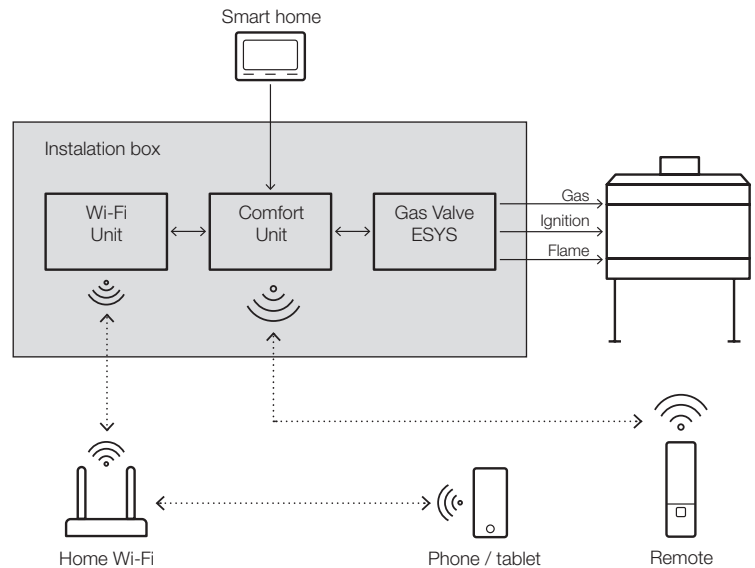 Smart home
Instalation box
Wi-Fi
Unit
Comfort
Unit
Gas Valve
ESYS
Gas
Ignition
Flame
Home Wi-Fi
Phone / tablet
Remote